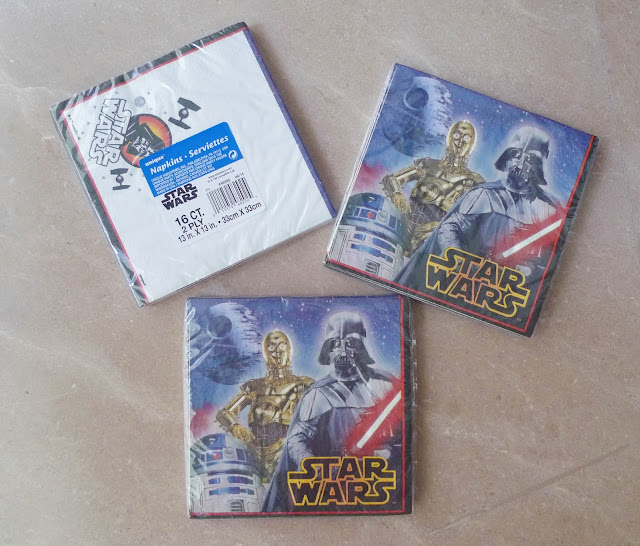 STAR
WARS
unique
Napkins • Serviettes
STAR
WARS
16 CT.
2 PLY
13 in. X 13 in. • 33cm X 33cm
STAR
WARS
STAR
WARS